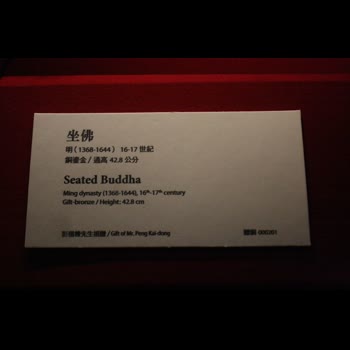 坐佛
明（1368-1644） 16-17 世紀
銅鎏金 / 通高 42.8 公分
Seated Buddha
Ming dynasty (1368-1644), 16th-17th century
Gilt-bronze / Height: 42.8 cm
彭楷棟先生捐贈 / Gift of Mr. Peng Kai-dung
000261